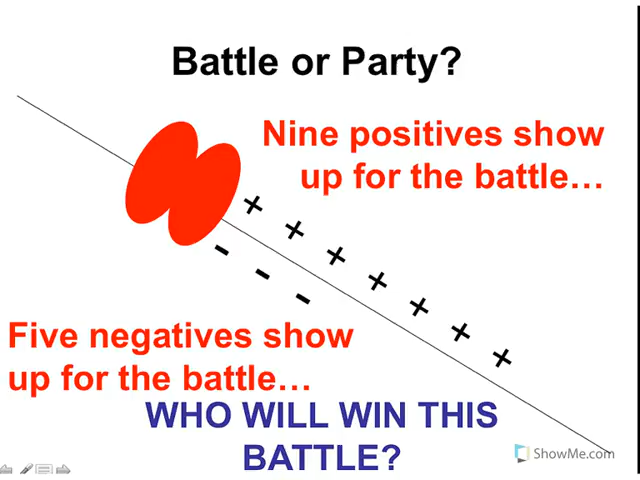 Battle or Party?
Nine positives show
up for the battle…
+ + + + + + +
- - -
Five negatives show
up for the battle…
WHO WILL WIN THIS
BATTLE?
ShowMe.com